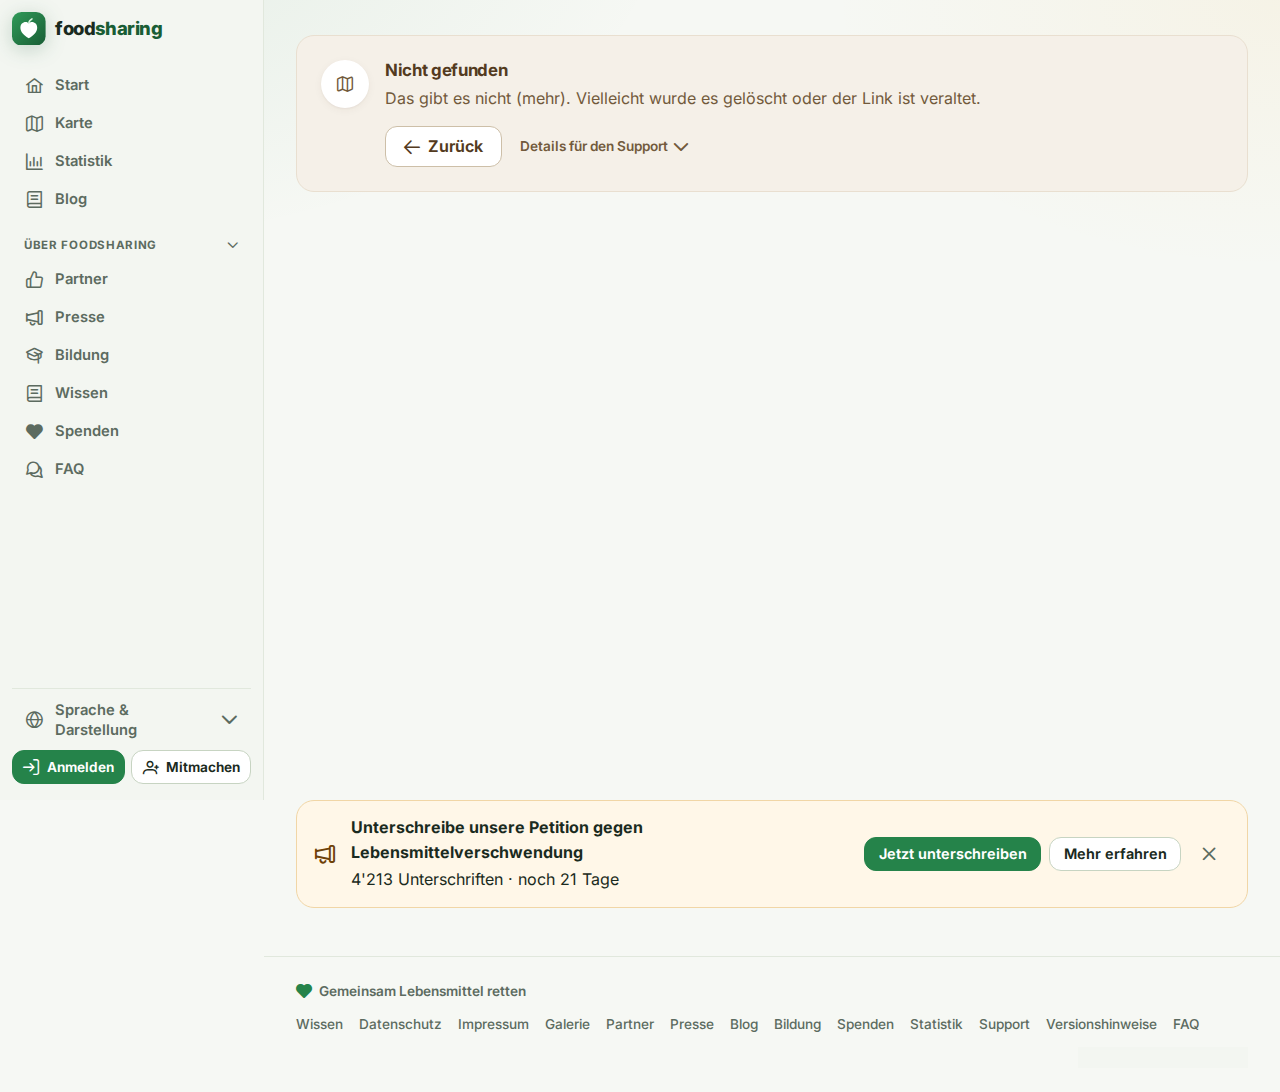 foodsharing
Start
Karte
Statistik
Blog
ÜBER FOODSHARING
Partner
Presse
Bildung
Wissen
Spenden
FAQ
Sprache &
Darstellung
Anmelden
Mitmachen
Nicht gefunden
Das gibt es nicht (mehr). Vielleicht wurde es gelöscht oder der Link ist veraltet.
Zurück
Details für den Support
Unterschreibe unsere Petition gegen
Lebensmittelverschwendung
4'213 Unterschriften · noch 21 Tage
Jetzt unterschreiben
Mehr erfahren
Gemeinsam Lebensmittel retten
Wissen Datenschutz Impressum Galerie Partner Presse Blog Bildung Spenden Statistik Support Versionshinweise FAQ